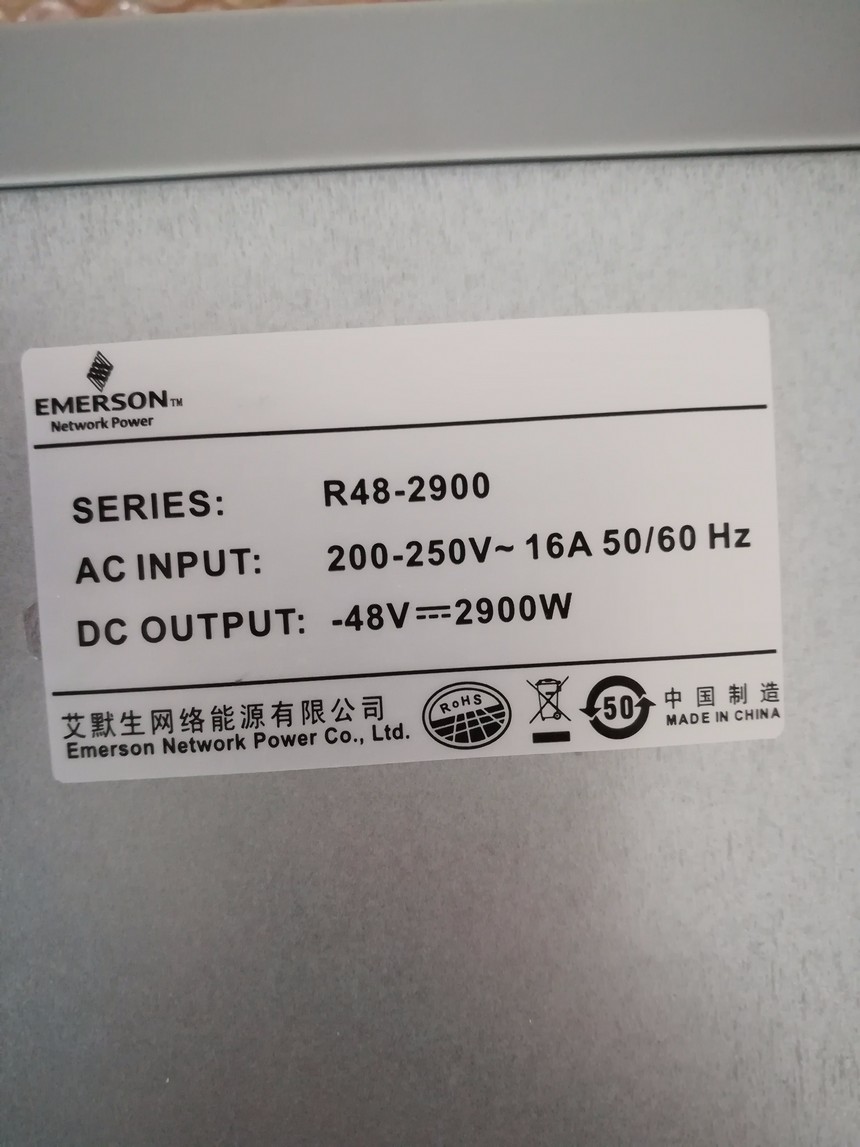 EMERSON™
Network Power
SERIES: R48-2900
AC INPUT: 200-250V~ 16A 50/60 Hz
DC OUTPUT: -48V⎓2900W
艾默生网络能源有限公司
Emerson Network Power Co., Ltd.
RoHS
50
中国制造
MADE IN CHINA